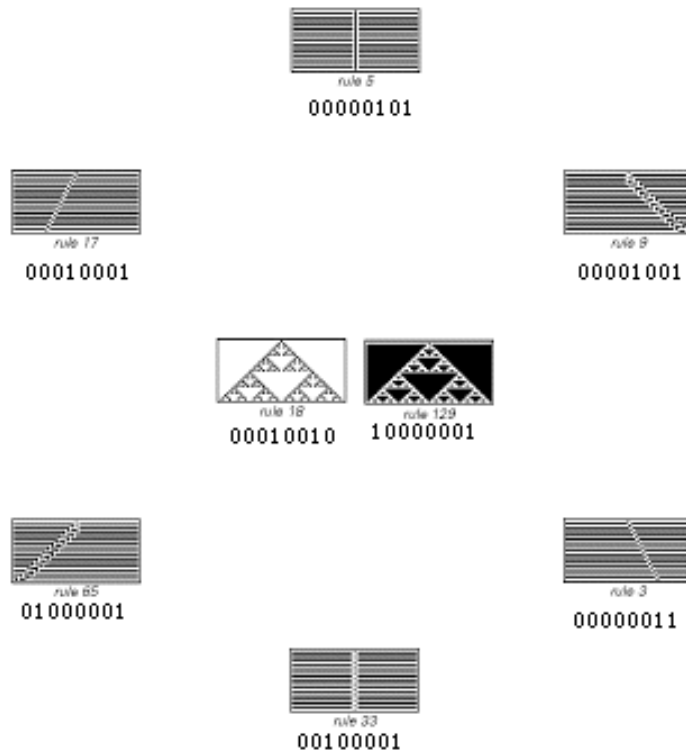 rule 5
00000101
rule 17
00010001
rule 9
00001001
rule 18
00010010
rule 129
10000001
rule 65
01000001
rule 3
00000011
rule 33
00100001